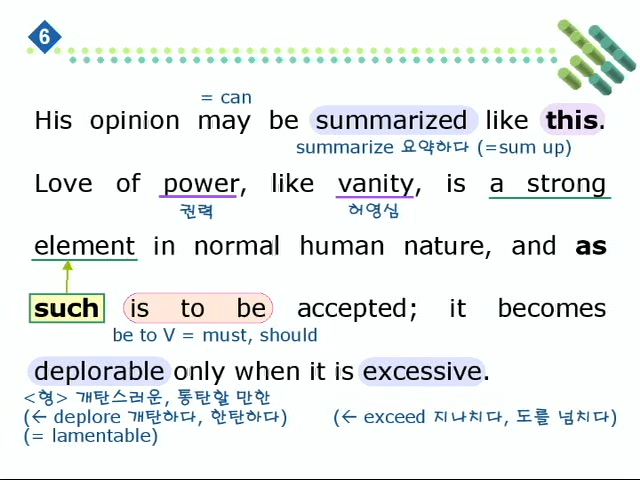 6
= can
His opinion may be summarized like this.
summarize 요약하다 (=sum up)
Love of power, like vanity, is a strong
권력 허영심
element in normal human nature, and as
such is to be accepted; it becomes
be to V = must, should
deplorable only when it is excessive.
<형> 개탄스러운, 통탄할 만한
(← deplore 개탄하다, 한탄하다) (← exceed 지나치다, 도를 넘치다)
(= lamentable)